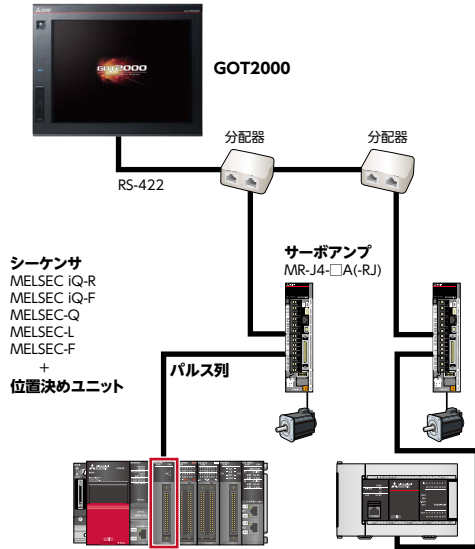 GOT2000
GOT2000
分配器
分配器
RS-422
サーボアンプ
MR-J4-□A(-RJ)
シーケンサ
MELSEC iQ-R
MELSEC iQ-F
MELSEC-Q
MELSEC-L
MELSEC-F
+
位置決めユニット
パルス列